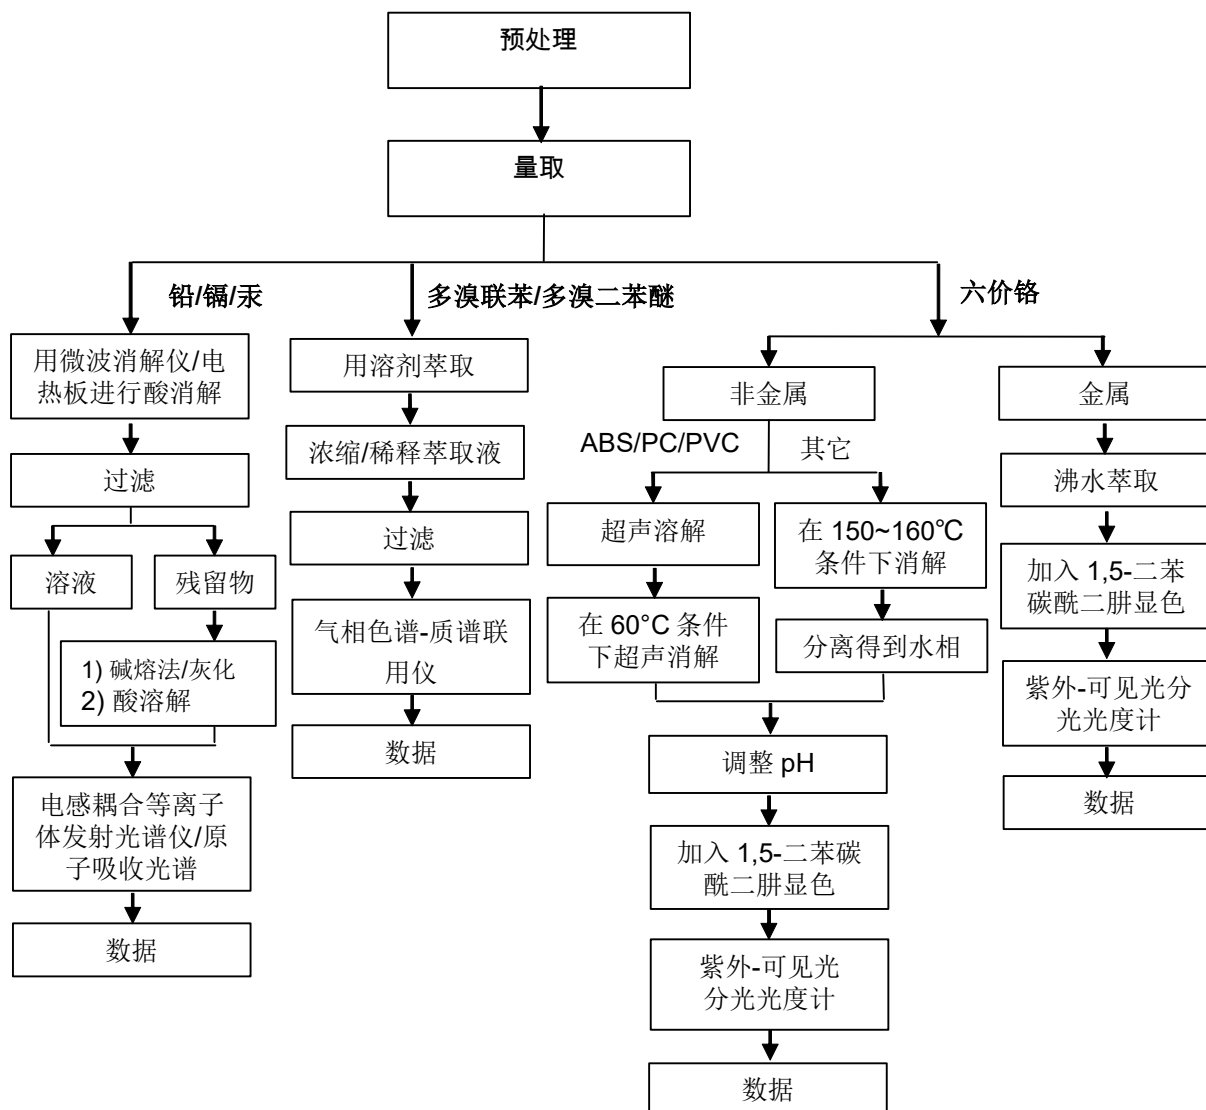 预处理
量取
铅/镉/汞
多溴联苯/多溴二苯醚
六价铬
用微波消解仪/电
热板进行酸消解
过滤
溶液
残留物
1) 碱熔法/灰化
2) 酸溶解
电感耦合等离子
体发射光谱仪/原
子吸收光谱
数据
用溶剂萃取
浓缩/稀释萃取液
过滤
气相色谱-质谱联
用仪
数据
非金属
ABS/PC/PVC
其它
超声溶解
在 60°C 条件
下超声消解
在 150~160℃
条件下消解
分离得到水相
调整 pH
加入 1,5-二苯碳
酰二肼显色
紫外-可见光
分光光度计
数据
金属
沸水萃取
加入 1,5-二苯
碳酰二肼显色
紫外-可见光分
光光度计
数据